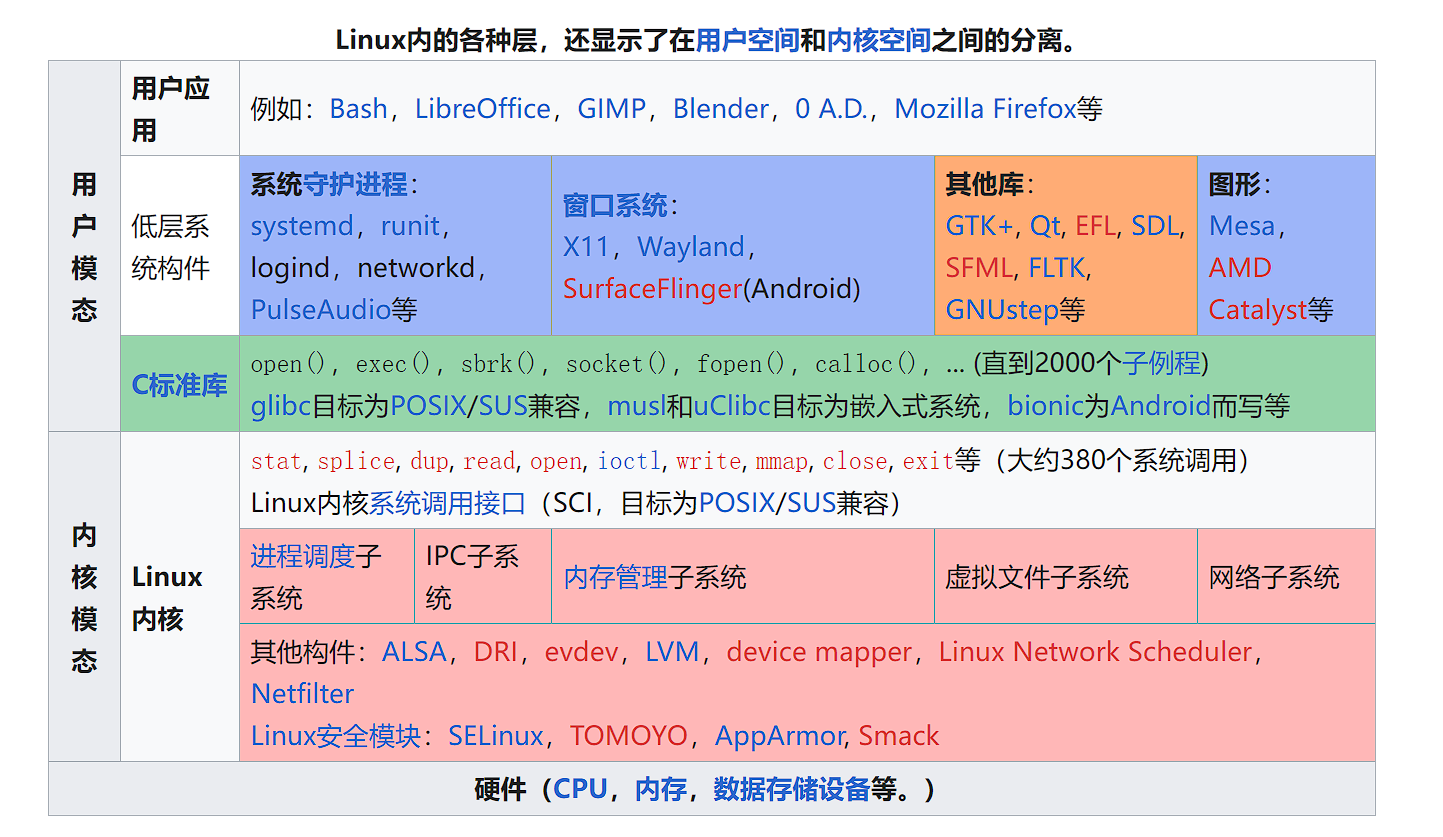 Linux内的各种层，还显示了在用户空间和内核空间之间的分离。
用
户
模
态
用户应
用
例如：Bash，LibreOffice，GIMP，Blender，0 A.D.，Mozilla Firefox等
低层系
统构件
系统守护进程：
systemd，runit，
logind，networkd，
PulseAudio等
窗口系统：
X11，Wayland，
SurfaceFlinger(Android)
其他库：
GTK+, Qt, EFL, SDL,
SFML, FLTK,
GNUstep等
图形：
Mesa，
AMD
Catalyst等
C标准库
open()，exec()，sbrk()，socket()，fopen()，calloc()，... (直到2000个子例程)
glibc目标为POSIX/SUS兼容，musl和uClibc目标为嵌入式系统，bionic为Android而写等
内
核
模
态
Linux
内核
stat, splice, dup, read, open, ioctl, write, mmap, close, exit等（大约380个系统调用）
Linux内核系统调用接口（SCI，目标为POSIX/SUS兼容）
进程调度子
系统
IPC子系
统
内存管理子系统
虚拟文件子系统
网络子系统
其他构件：ALSA，DRI，evdev，LVM，device mapper，Linux Network Scheduler，
Netfilter
Linux安全模块：SELinux，TOMOYO，AppArmor, Smack
硬件（CPU，内存，数据存储设备等。）